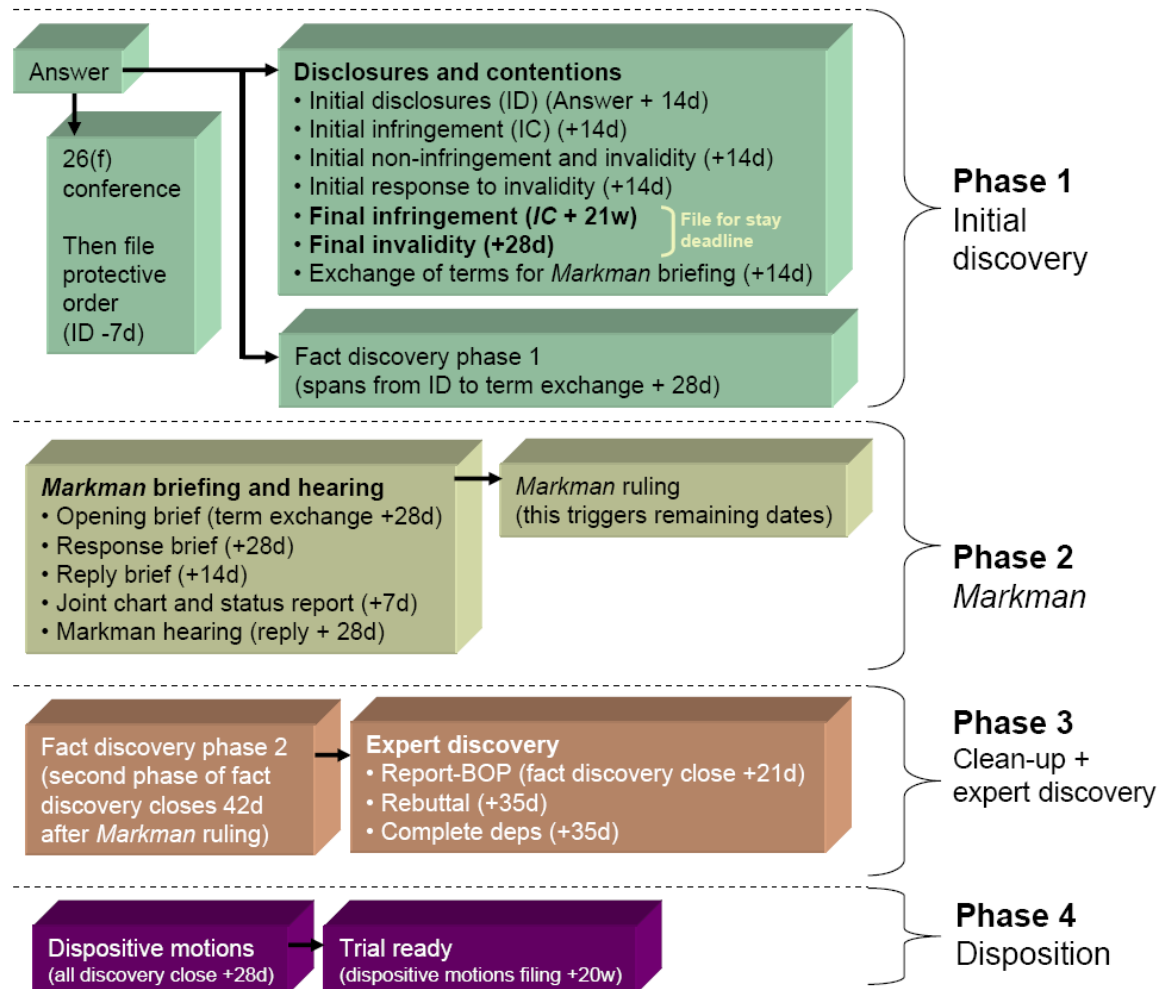 Answer
26(f)
conference
Then file
protective
order
(ID -7d)
Disclosures and contentions
• Initial disclosures (ID) (Answer + 14d)
• Initial infringement (IC) (+14d)
• Initial non-infringement and invalidity (+14d)
• Initial response to invalidity (+14d)
• Final infringement (IC + 21w)
• Final invalidity (+28d)
File for stay
deadline
• Exchange of terms for Markman briefing (+14d)
Fact discovery phase 1
(spans from ID to term exchange + 28d)
Phase 1
Initial
discovery
Markman briefing and hearing
• Opening brief (term exchange +28d)
• Response brief (+28d)
• Reply brief (+14d)
• Joint chart and status report (+7d)
• Markman hearing (reply + 28d)
Markman ruling
(this triggers remaining dates)
Phase 2
Markman
Fact discovery phase 2
(second phase of fact
discovery closes 42d
after Markman ruling)
Expert discovery
• Report-BOP (fact discovery close +21d)
• Rebuttal (+35d)
• Complete deps (+35d)
Phase 3
Clean-up +
expert discovery
Dispositive motions
(all discovery close +28d)
Trial ready
(dispositive motions filing +20w)
Phase 4
Disposition